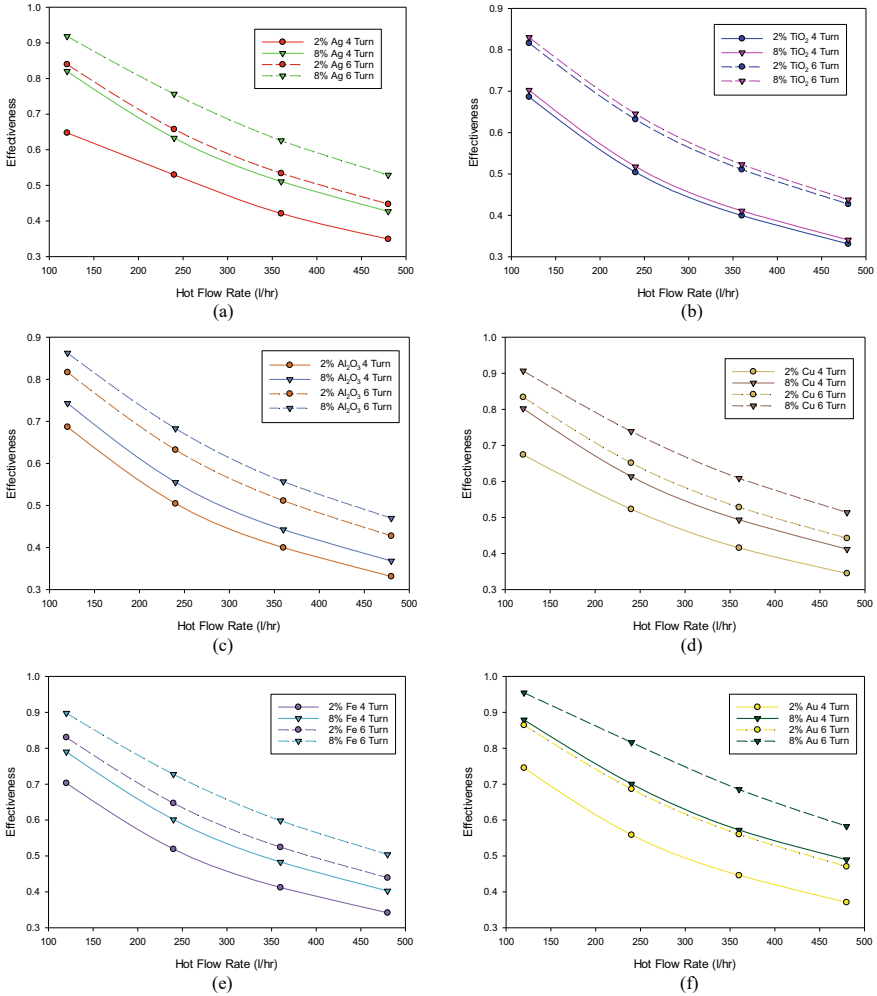 1.0
0.9
0.8
0.7
0.6
0.5
0.4
0.3
Effectiveness
2% Ag 4 Turn
8% Ag 4 Turn
2% Ag 6 Turn
8% Ag 6 Turn
100 150 200 250 300 350 400 450 500
Hot Flow Rate (l/hr)
(a)
0.9
0.8
0.7
0.6
0.5
0.4
0.3
Effectiveness
2% TiO₂ 4 Turn
8% TiO₂ 4 Turn
2% TiO₂ 6 Turn
8% TiO₂ 6 Turn
100 150 200 250 300 350 400 450 500
Hot Flow Rate (l/hr)
(b)
0.9
0.8
0.7
0.6
0.5
0.4
0.3
Effectiveness
2% Al₂O₃ 4 Turn
8% Al₂O₃ 4 Turn
2% Al₂O₃ 6 Turn
8% Al₂O₃ 6 Turn
100 150 200 250 300 350 400 450 500
Hot Flow Rate (l/hr)
(c)
1.0
0.9
0.8
0.7
0.6
0.5
0.4
0.3
Effectiveness
2% Cu 4 Turn
8% Cu 4 Turn
2% Cu 6 Turn
8% Cu 6 Turn
100 150 200 250 300 350 400 450 500
Hot Flow Rate (l/hr)
(d)
1.0
0.9
0.8
0.7
0.6
0.5
0.4
0.3
Effectiveness
2% Fe 4 Turn
8% Fe 4 Turn
2% Fe 6 Turn
8% Fe 6 Turn
100 150 200 250 300 350 400 450 500
Hot Flow Rate (l/hr)
(e)
1.0
0.9
0.8
0.7
0.6
0.5
0.4
0.3
Effectiveness
2% Au 4 Turn
8% Au 4 Turn
2% Au 6 Turn
8% Au 6 Turn
100 150 200 250 300 350 400 450 500
Hot Flow Rate (l/hr)
(f)